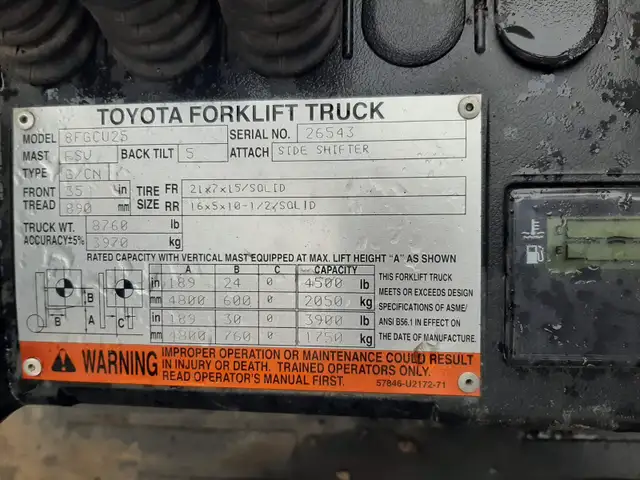 TOYOTA FORKLIFT TRUCK
MODEL 8FGCU25 SERIAL NO. 26543
MAST FSV BACK TILT 5 ATTACH SIDE SHIFTER
TYPE G/CN
FRONT TREAD 35 in 890 mm
TIRE SIZE FR 21x7x15/SOLID
RR 16x5x10-1/2/SOLID
TRUCK WT. 8760 lb
ACCURACY±5% 3970 kg
RATED CAPACITY WITH VERTICAL MAST EQUIPPED AT MAX. LIFT HEIGHT "A" AS SHOWN
A B C CAPACITY
in 189 24 0 4500 lb
mm 4800 600 0 2050 kg
in 189 30 0 3900 lb
mm 4800 760 0 1750 kg
B A B C
THIS FORKLIFT TRUCK
MEETS OR EXCEEDS DESIGN
SPECIFICATIONS OF ASME/
ANSI B56.1 IN EFFECT ON
THE DATE OF MANUFACTURE.
WARNING
IMPROPER OPERATION OR MAINTENANCE COULD RESULT
IN INJURY OR DEATH. TRAINED OPERATORS ONLY.
READ OPERATOR'S MANUAL FIRST.
57846-U2172-71